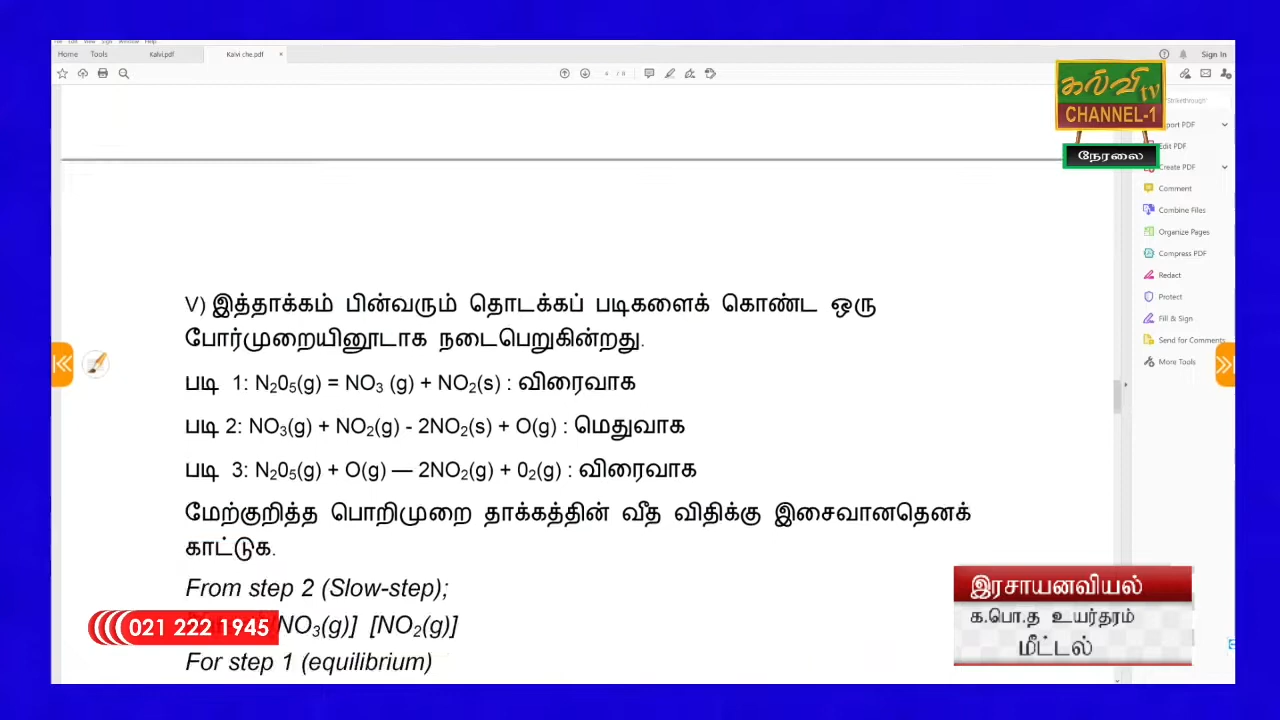 Home Tools Kalvi.pdf Kalvi che.pdf × Sign In
4 / 8
கல்வி tv
CHANNEL-1
நேரலை
"Strikethrough"
port PDF
Edit PDF
Create PDF
Comment
Combine Files
Organize Pages
Compress PDF
Redact
Protect
Fill & Sign
Send for Comments
More Tools
V) இத்தாக்கம் பின்வரும் தொடக்கப் படிகளைக் கொண்ட ஒரு
போர்முறையினூடாக நடைபெறுகின்றது.
படி 1: N₂0₅(g) = NO₃ (g) + NO₂(s) : விரைவாக
படி 2: NO₃(g) + NO₂(g) - 2NO₂(s) + O(g) : மெதுவாக
படி 3: N₂0₅(g) + O(g) — 2NO₂(g) + 0₂(g) : விரைவாக
மேற்குறித்த பொறிமுறை தாக்கத்தின் வீத விதிக்கு இசைவானதெனக்
காட்டுக.
From step 2 (Slow-step);
NO₃(g)] [NO₂(g)]
For step 1 (equilibrium)
021 222 1945
இரசாயனவியல்
க.பொ.த உயர்தரம்
மீட்டல்